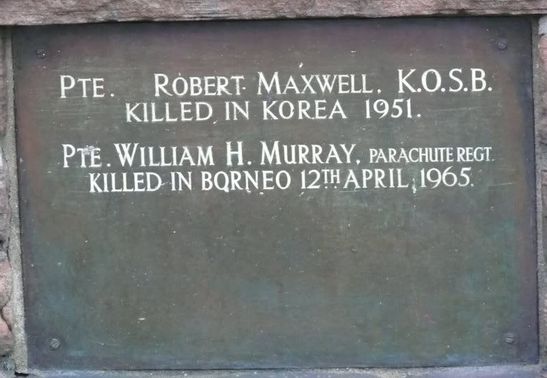 PTE. ROBERT MAXWELL. K.O.S.B.
KILLED IN KOREA 1951.
PTE. WILLIAM H. MURRAY, PARACHUTE REGT.
KILLED IN BORNEO 12TH APRIL, 1965.